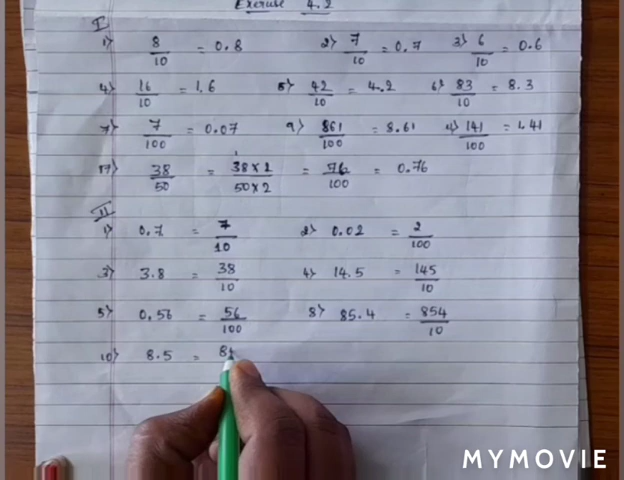 Exercise 4.2
I
1) 8/10 = 0.8 2) 7/10 = 0.7 3) 6/10 = 0.6
4) 16/10 = 1.6 5) 42/10 = 4.2 6) 83/10 = 8.3
7) 7/100 = 0.07 9) 861/100 = 8.61 141/100 = 1.41
17) 38/50 = 38×2/50×2 = 76/100 = 0.76
II
1) 0.7 = 7/10 2) 0.02 = 2/100
3) 3.8 = 38/10 4) 14.5 = 145/10
5) 0.56 = 56/100 8) 85.4 = 854/10
10) 8.5 = 8
MYMOVIE